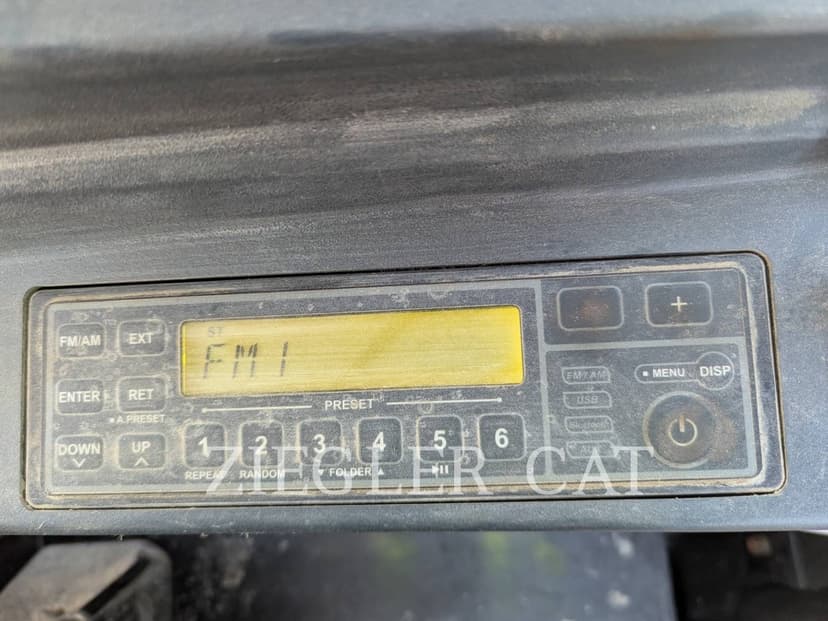 FM/AM EXT
ST
FM1
+
ENTER RET
• A.PRESET
PRESET
FM / AM
USB
■ MENU DISP
DOWN UP
1 2 3 4 5 6
REPEAT RANDOM ▼ FOLDER ▲ ▶II
ZIEGLER CAT